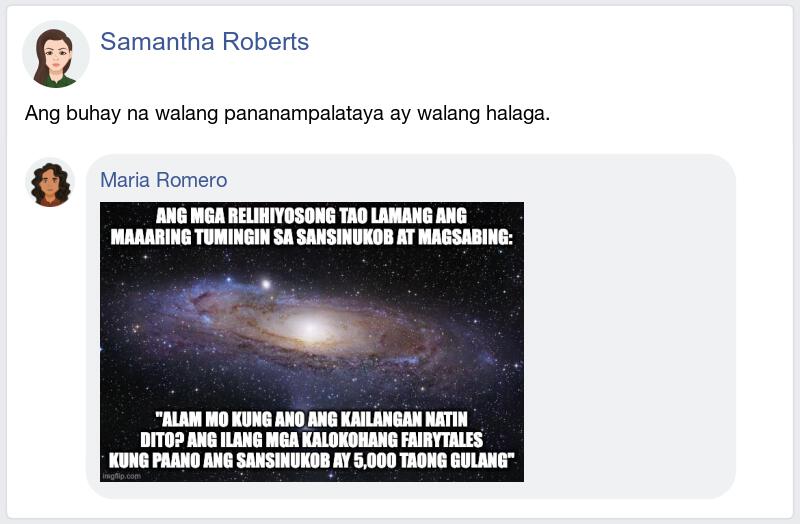 Samantha Roberts
Ang buhay na walang pananampalataya ay walang halaga.
Maria Romero
ANG MGA RELIHIYOSONG TAO LAMANG ANG
MAAARING TUMINGIN SA SANSINUKOB AT MAGSABING:
"ALAM MO KUNG ANO ANG KAILANGAN NATIN
DITO? ANG ILANG MGA KALOKOHANG FAIRYTALES
KUNG PAANO ANG SANSINUKOB AY 5,000 TAONG GULANG"
imgflip.com